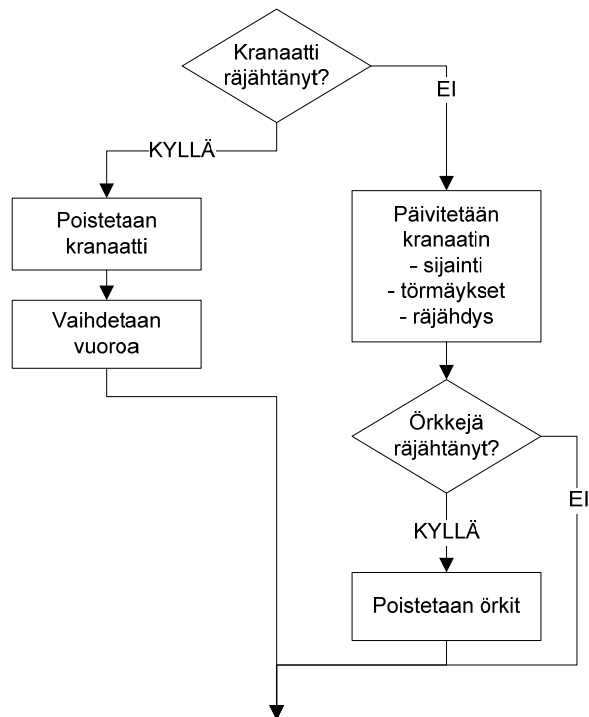 Kranaatti
räjähtänyt?
EI
KYLLÄ
Poistetaan
kranaatti
Vaihdetaan
vuoroa
Päivitetään
kranaatin
- sijainti
- törmäykset
- räjähdys
Örkkejä
räjähtänyt?
EI
KYLLÄ
Poistetaan örkit